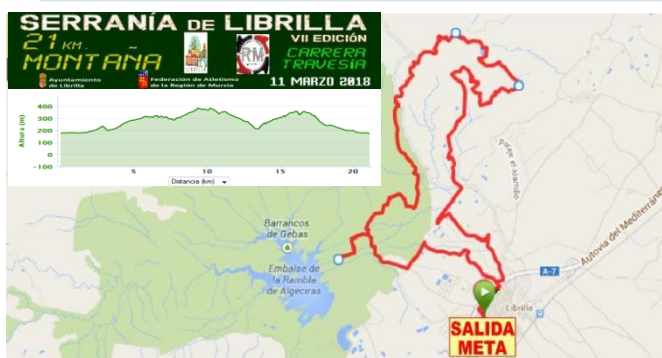 SERRANÍA DE LIBRILLA
21 KM.
MONTAÑA
VII EDICIÓN
CARRERA
TRAVESÍA
Ayuntamiento
de Librilla
Federación de Atletismo
de la Región de Murcia
11 MARZO 2018
Altura (m)
400
300
200
100
0
-100
5
10
15
20
Distancia (km)
Barrancos
de Gebas
Embalse de
la Rambla
de Algeciras
Autovía del Mediterráneo
A-7
Librilla
SALIDA
META